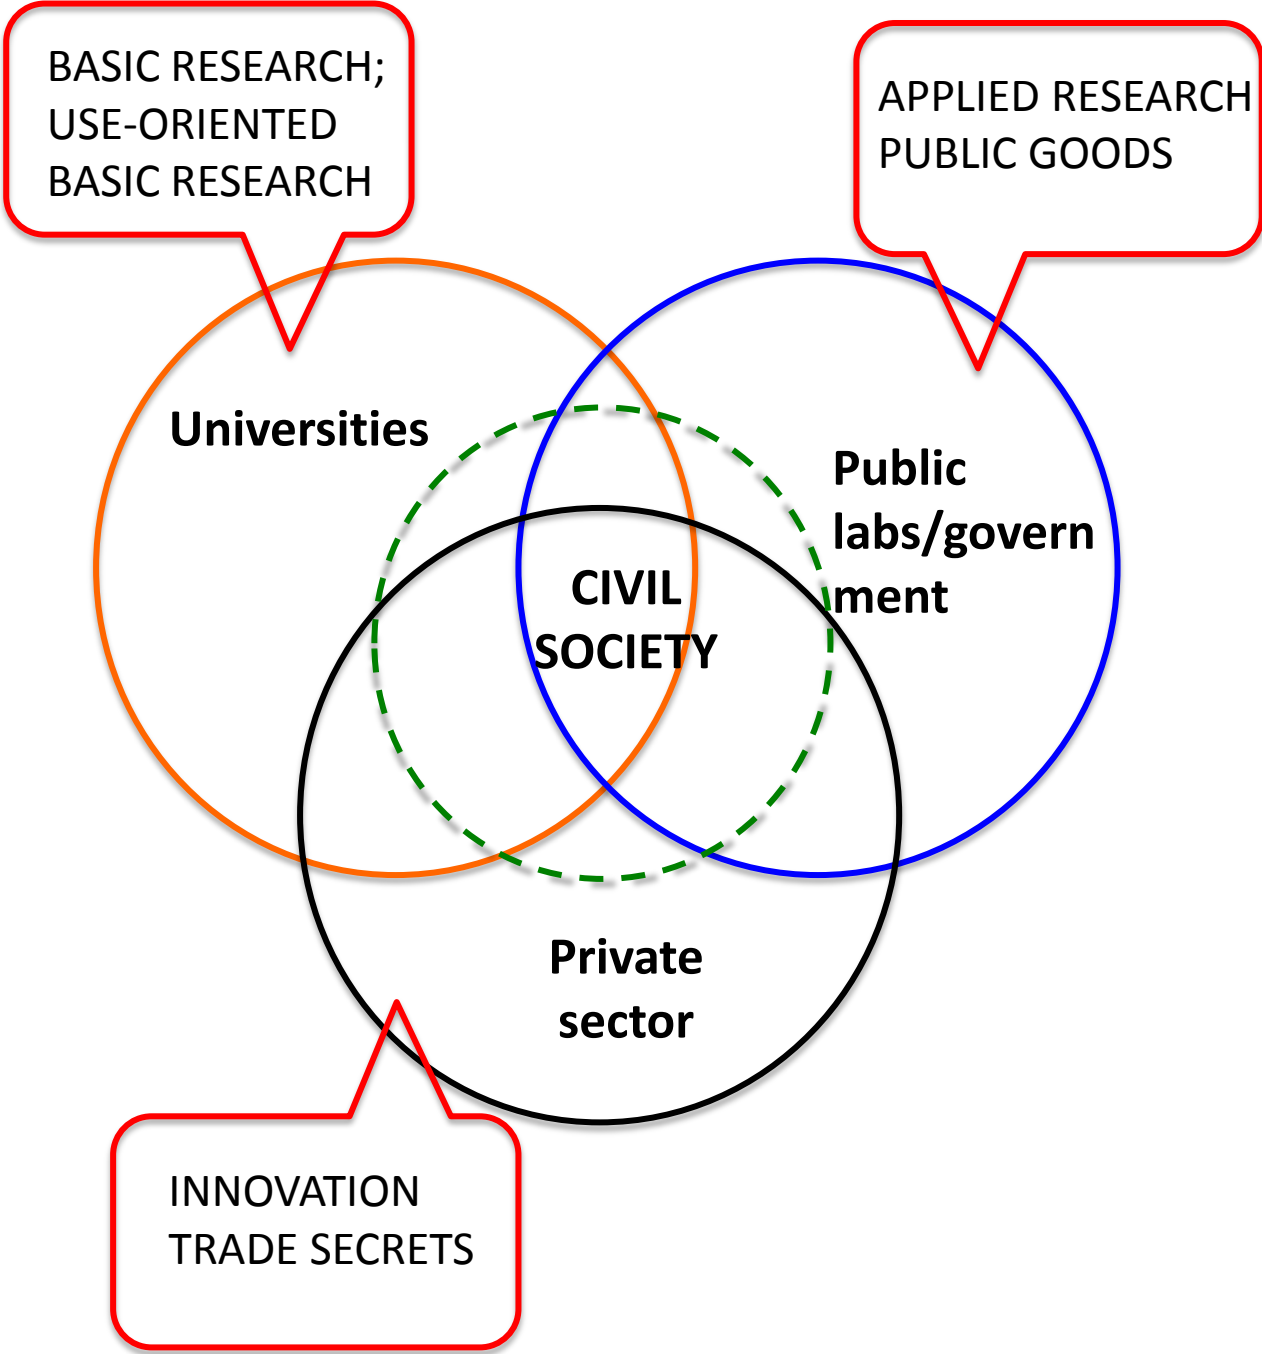 BASIC RESEARCH;
USE-ORIENTED
BASIC RESEARCH
APPLIED RESEARCH
PUBLIC GOODS
Universities
Public
labs/govern
ment
CIVIL
SOCIETY
Private
sector
INNOVATION
TRADE SECRETS